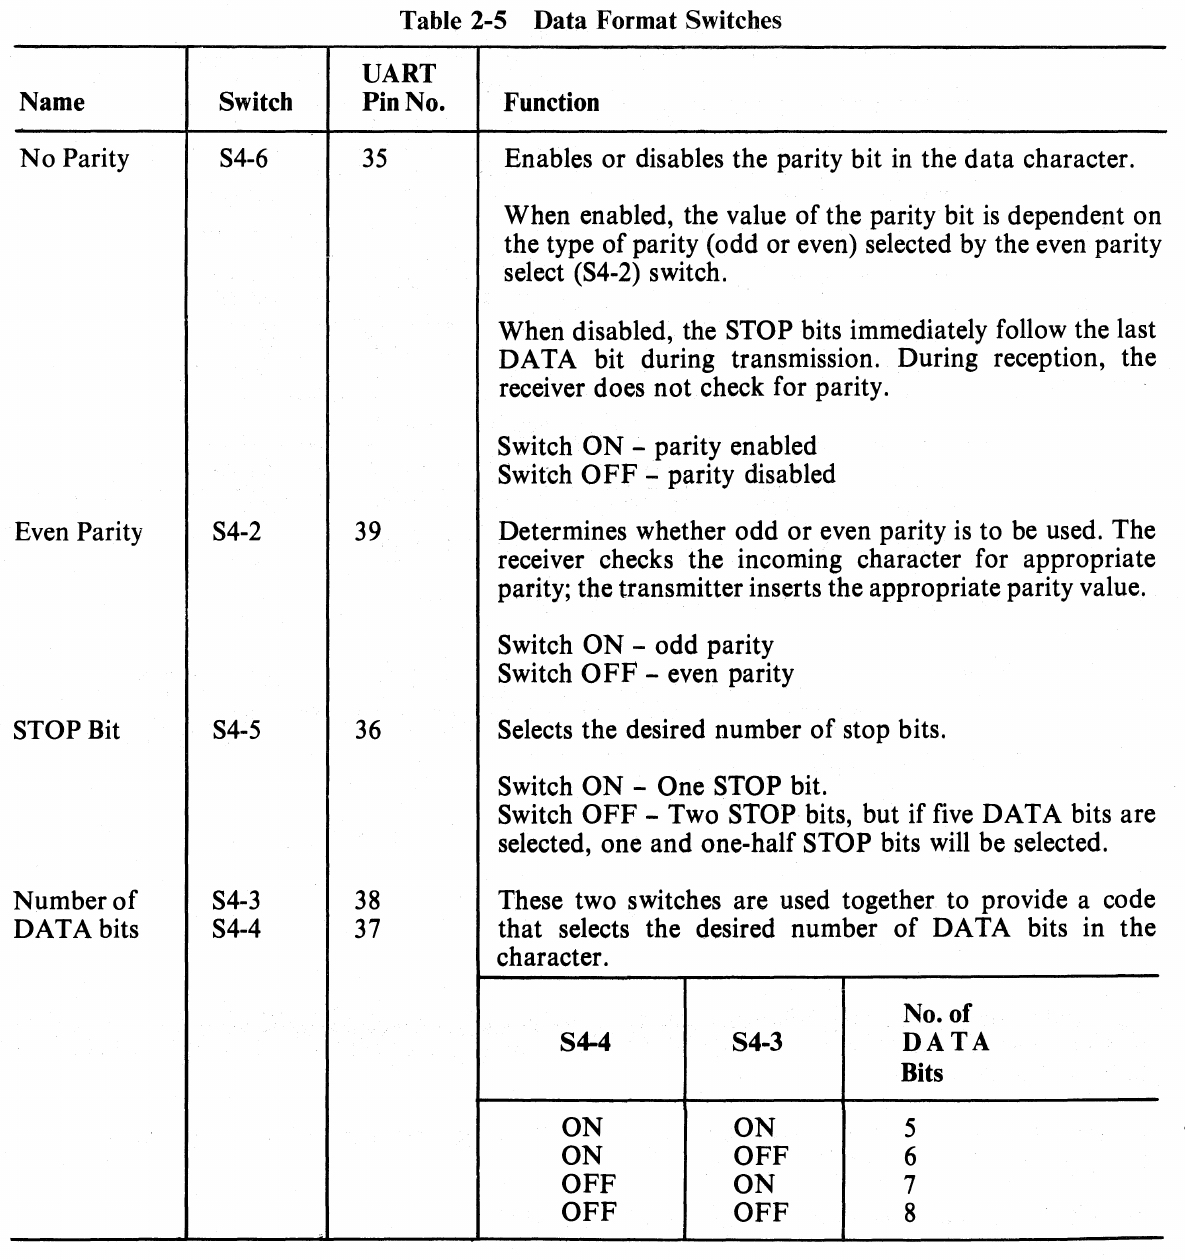 Table 2-5 Data Format Switches
Name Switch UART Pin No. Function
No Parity S4-6 35 Enables or disables the parity bit in the data character.
When enabled, the value of the parity bit is dependent on
the type of parity (odd or even) selected by the even parity
select (S4-2) switch.
When disabled, the STOP bits immediately follow the last
DATA bit during transmission. During reception, the
receiver does not check for parity.
Switch ON – parity enabled
Switch OFF – parity disabled
Even Parity S4-2 39 Determines whether odd or even parity is to be used. The
receiver checks the incoming character for appropriate
parity; the transmitter inserts the appropriate parity value.
Switch ON – odd parity
Switch OFF – even parity
STOP Bit S4-5 36 Selects the desired number of stop bits.
Switch ON – One STOP bit.
Switch OFF – Two STOP bits, but if five DATA bits are
selected, one and one-half STOP bits will be selected.
Number of S4-3 38 These two switches are used together to provide a code
DATA bits S4-4 37 that selects the desired number of DATA bits in the
character.
S4-4 S4-3 No. of DATA Bits
ON ON 5
ON OFF 6
OFF ON 7
OFF OFF 8